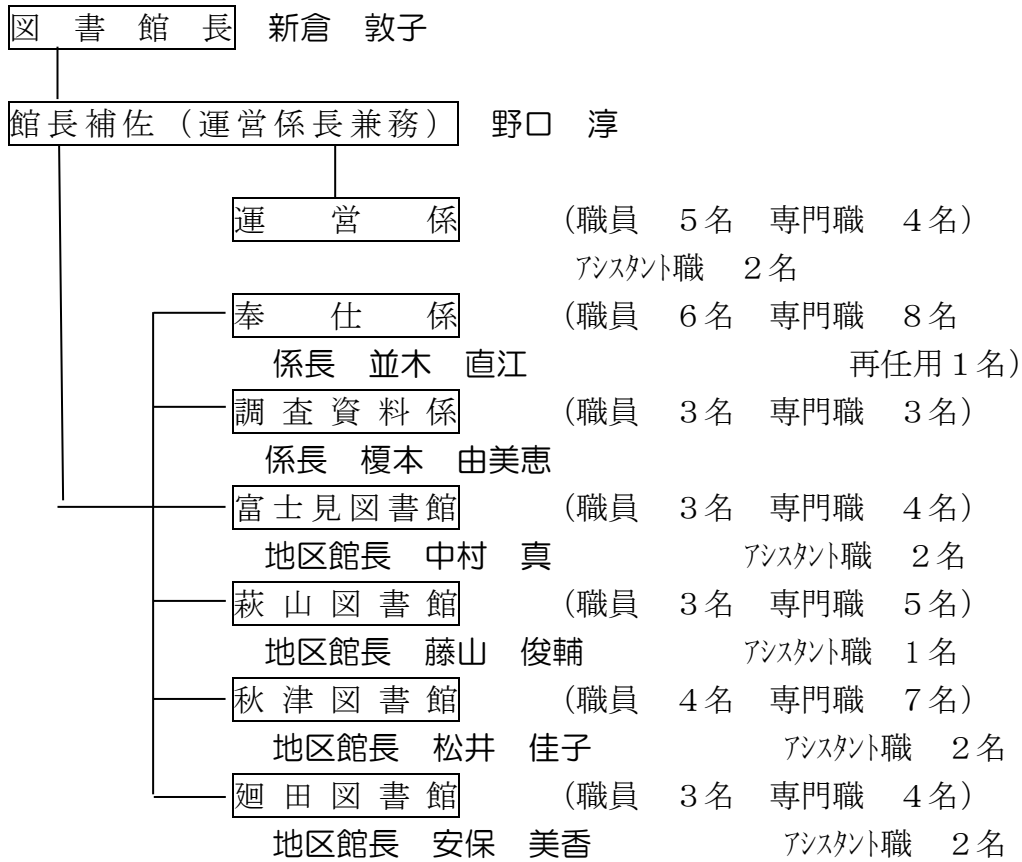 図書館長 新倉 敦子
館長補佐（運営係長兼務） 野口 淳
運営係 （職員 5名 専門職 4名）
アシスタント職 2名
奉仕係 （職員 6名 専門職 8名
係長 並木 直江 再任用1名）
調査資料係 （職員 3名 専門職 3名）
係長 榎本 由美恵
富士見図書館 （職員 3名 専門職 4名）
地区館長 中村 真 アシスタント職 2名
萩山図書館 （職員 3名 専門職 5名）
地区館長 藤山 俊輔 アシスタント職 1名
秋津図書館 （職員 4名 専門職 7名）
地区館長 松井 佳子 アシスタント職 2名
廻田図書館 （職員 3名 専門職 4名）
地区館長 安保 美香 アシスタント職 2名